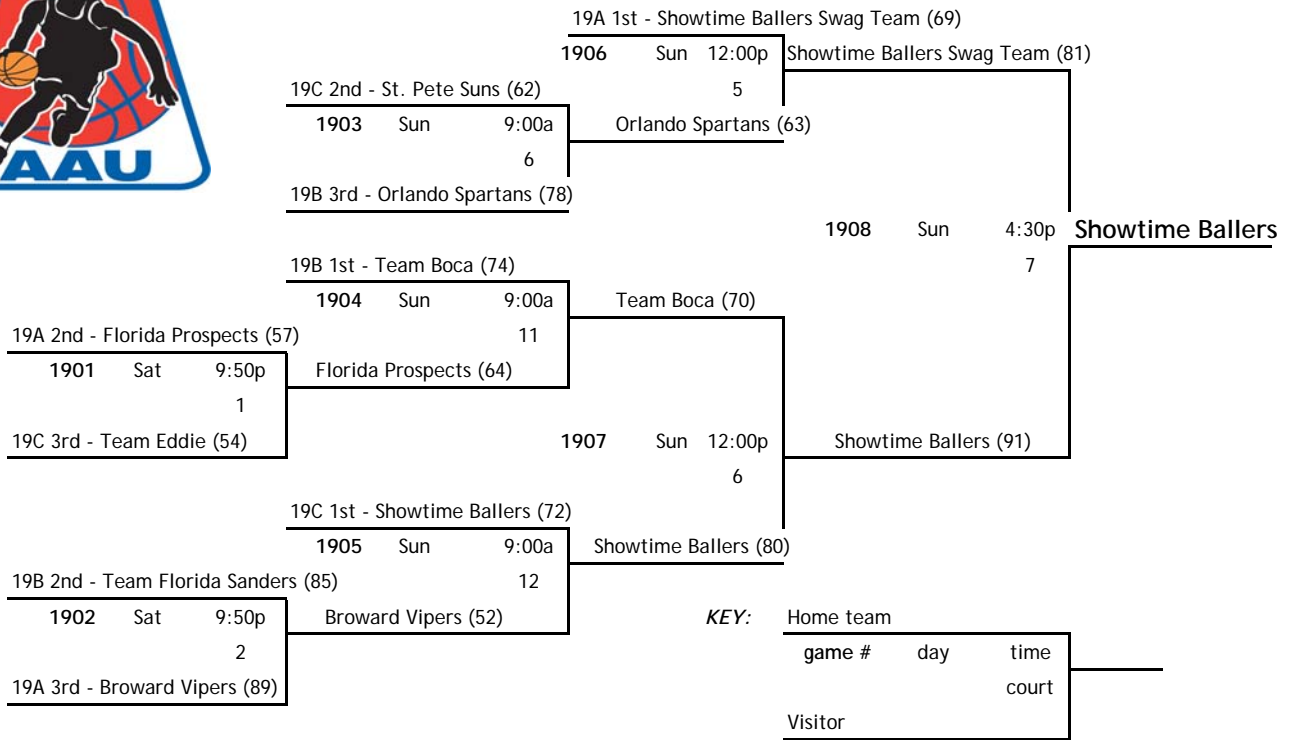 19A 1st - Showtime Ballers Swag Team (69)
1906 Sun 12:00p Showtime Ballers Swag Team (81)
19C 2nd - St. Pete Suns (62) 5
1903 Sun 9:00a Orlando Spartans (63)
6
AAU
19B 3rd - Orlando Spartans (78)
1908 Sun 4:30p Showtime Ballers
19B 1st - Team Boca (74) 7
1904 Sun 9:00a Team Boca (70)
19A 2nd - Florida Prospects (57) 11
1901 Sat 9:50p Florida Prospects (64)
1
19C 3rd - Team Eddie (54) 1907 Sun 12:00p Showtime Ballers (91)
6
19C 1st - Showtime Ballers (72)
1905 Sun 9:00a Showtime Ballers (80)
19B 2nd - Team Florida Sanders (85) 12
1902 Sat 9:50p Broward Vipers (52) KEY: Home team
2 game # day time
19A 3rd - Broward Vipers (89) court
Visitor